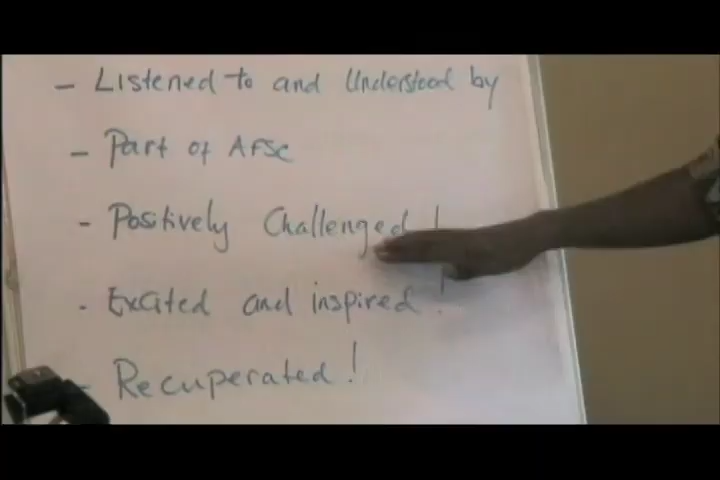 - Listened to and Understood by
- Part of AFSC
- Positively Challenged!
- Excited and inspired!
- Recuperated!